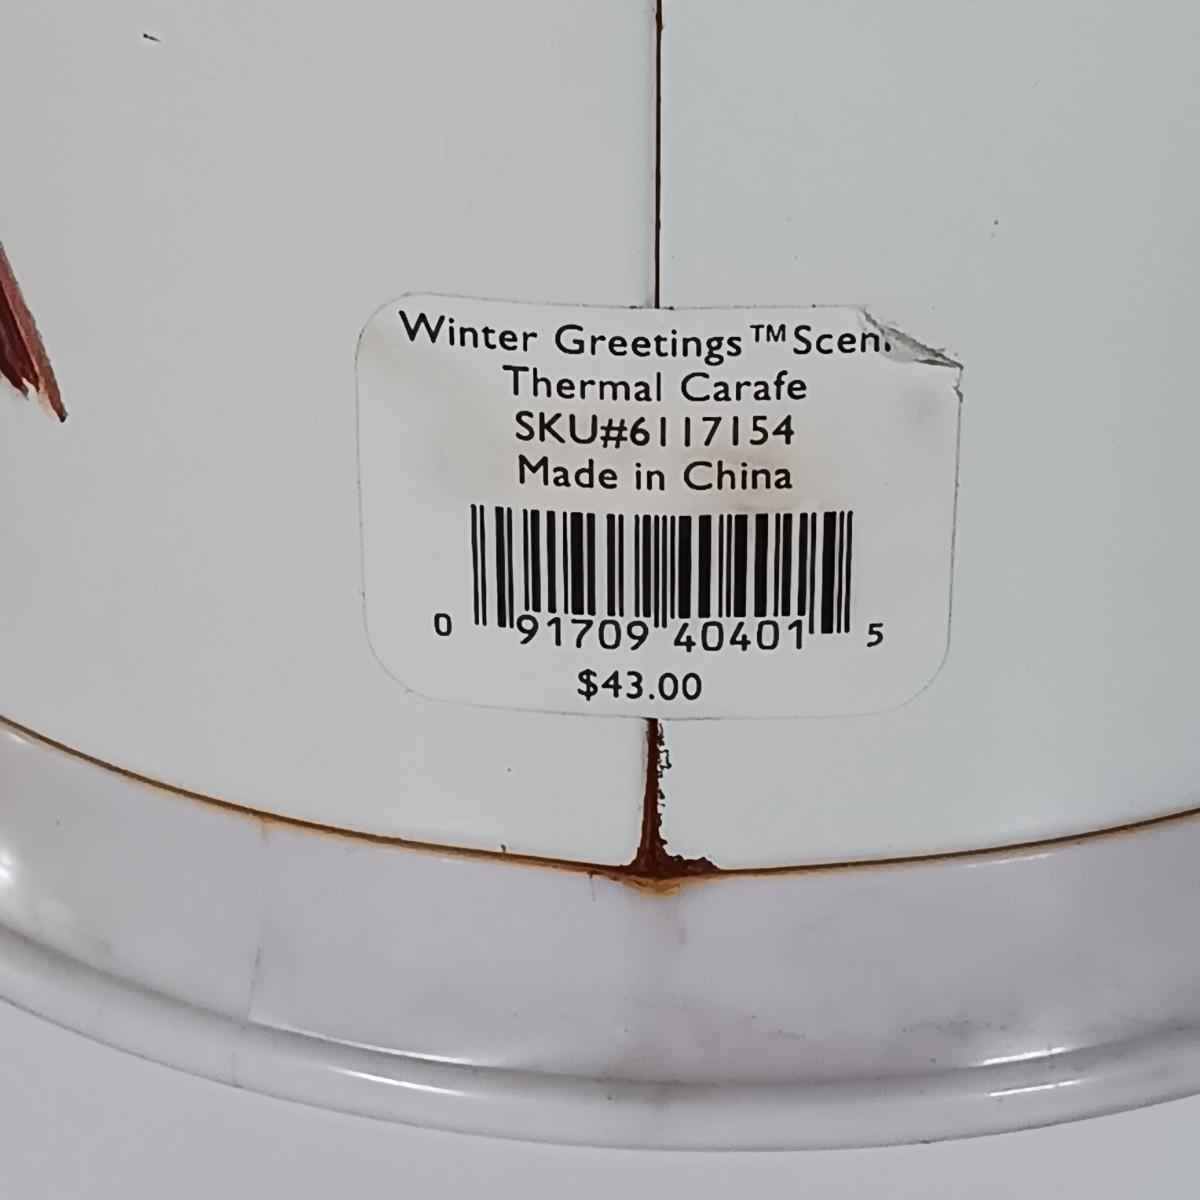 Winter Greetings™ Scen
Thermal Carafe
SKU#6117154
Made in China
0 91709 40401 5
$43.00